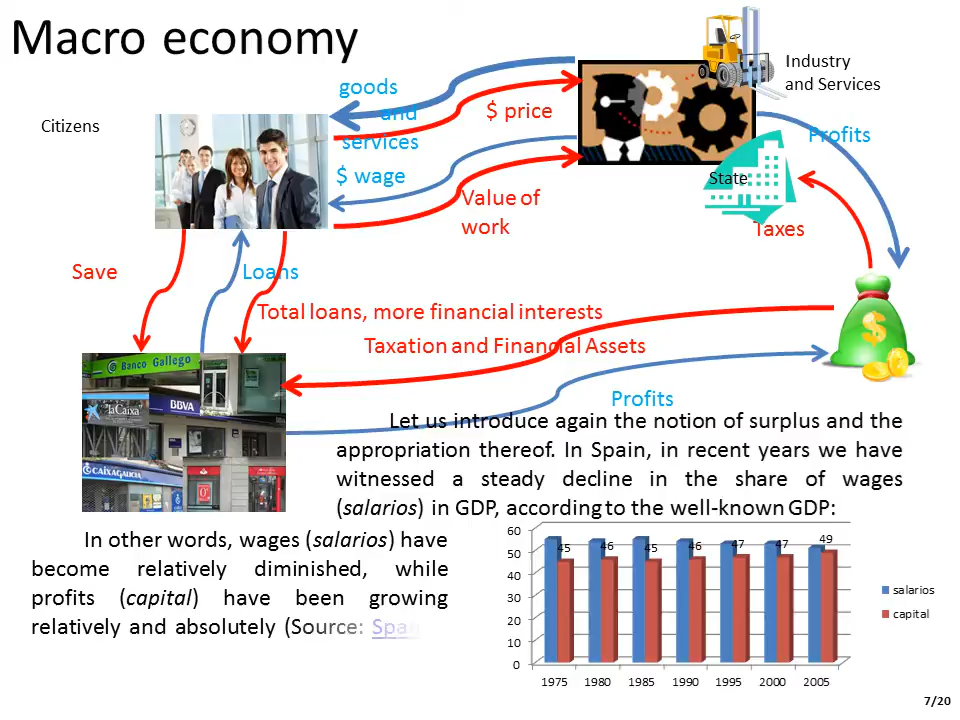 Macro economy
Citizens
goods
and
services
$ price
$ wage
Value of
work
Industry
and Services
State
Profits
Taxes
Save
Loans
Total loans, more financial interests
Taxation and Financial Assets
Profits
Banco Gallego
laCaixa
BBVA
CAIXAGALICIA
Let us introduce again the notion of surplus and the
appropriation thereof. In Spain, in recent years we have
witnessed a steady decline in the share of wages
(salarios) in GDP, according to the well-known GDP:
In other words, wages (salarios) have
become relatively diminished, while
profits (capital) have been growing
relatively and absolutely (Source:
60
50
40
30
20
10
0
45 46 45 46 47 47 49
1975 1980 1985 1990 1995 2000 2005
salarios
capital
7/20